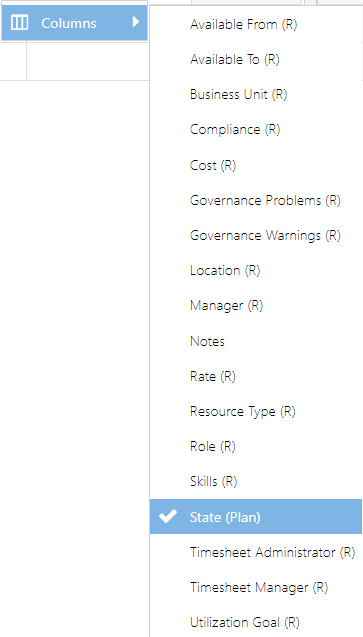 Columns
Available From (R)
Available To (R)
Business Unit (R)
Compliance (R)
Cost (R)
Governance Problems (R)
Governance Warnings (R)
Location (R)
Manager (R)
Notes
Rate (R)
Resource Type (R)
Role (R)
Skills (R)
State (Plan)
Timesheet Administrator (R)
Timesheet Manager (R)
Utilization Goal (R)